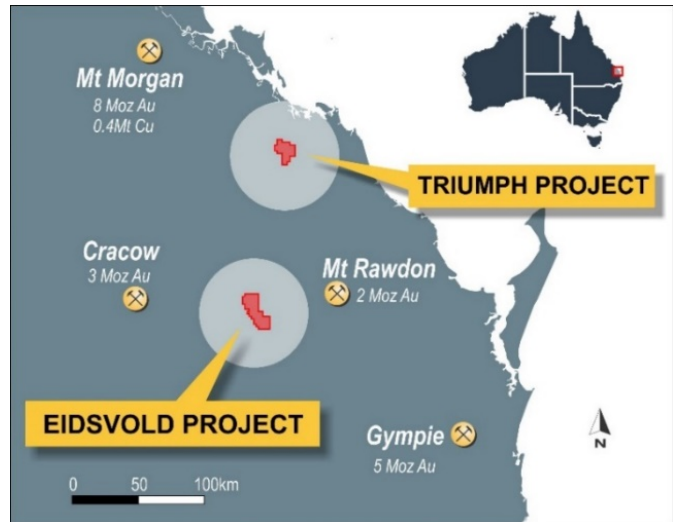 Mt Morgan
8 Moz Au
0.4Mt Cu
TRIUMPH PROJECT
Cracow
3 Moz Au
Mt Rawdon
2 Moz Au
EIDSVOLD PROJECT
Gympie
5 Moz Au
N
0 50 100km